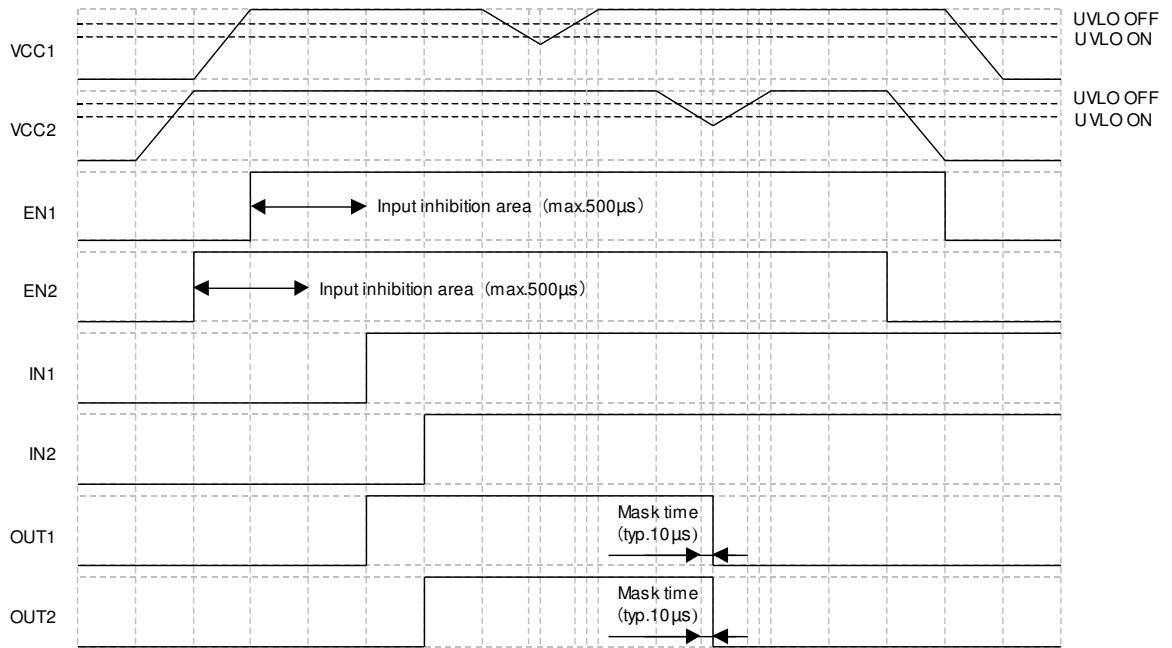 VCC1
UVLO OFF
UVLO ON
VCC2
UVLO OFF
UVLO ON
EN1
Input inhibition area (max.500µs)
EN2
Input inhibition area (max.500µs)
IN1
IN2
OUT1
Mask time
(typ.10µs)
OUT2
Mask time
(typ.10µs)